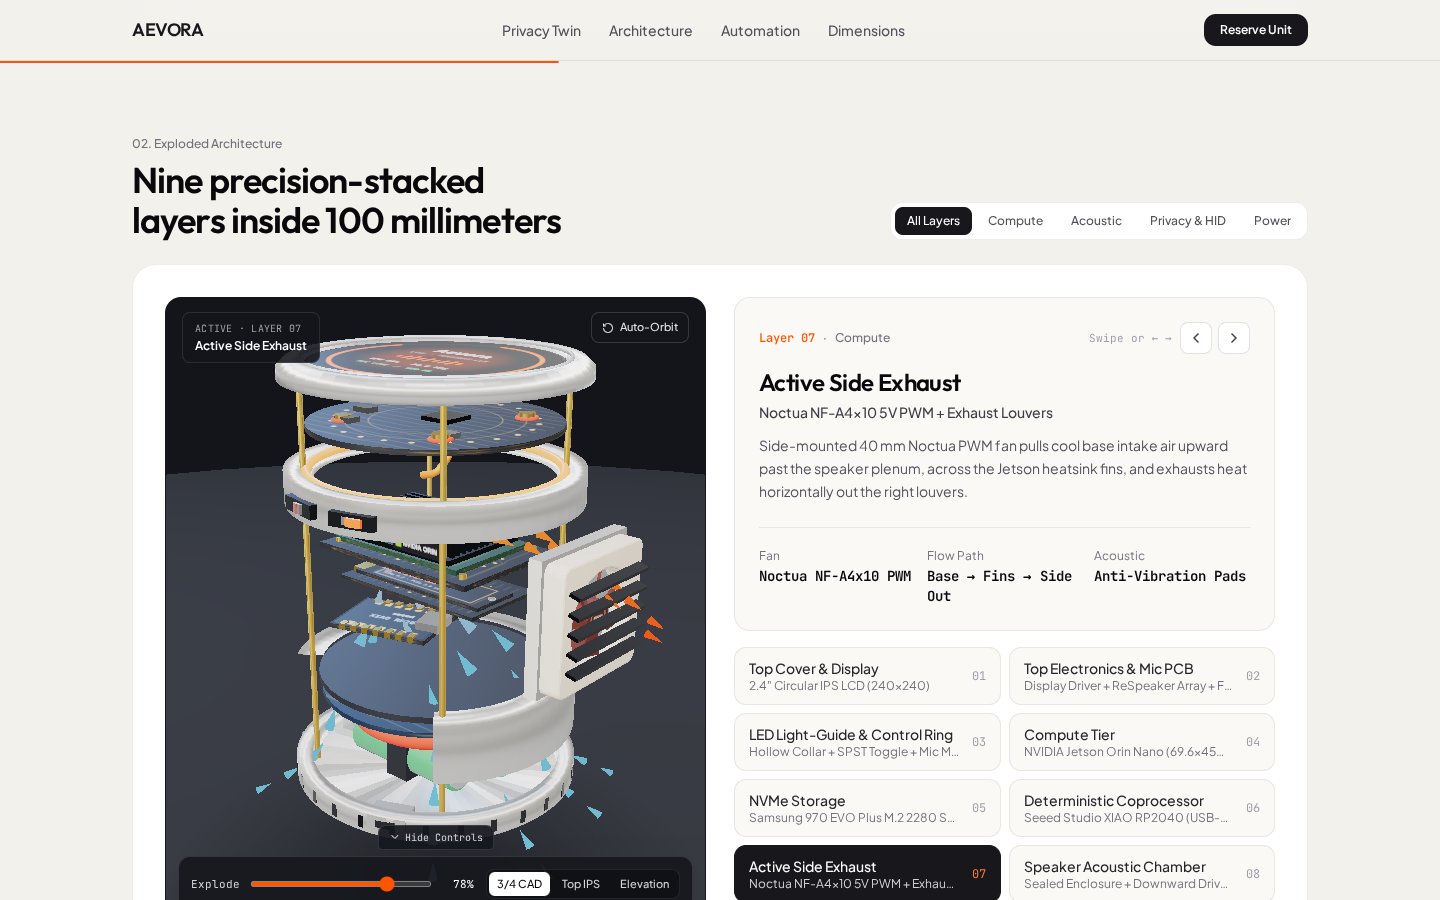 AEVORA
Privacy Twin
Architecture
Automation
Dimensions
Reserve Unit
02. Exploded Architecture
Nine precision-stacked
layers inside 100 millimeters
All Layers
Compute
Acoustic
Privacy & HID
Power
ACTIVE · LAYER 07
Active Side Exhaust
Auto-Orbit
Hide Controls
Explode
78%
3/4 CAD
Top IPS
Elevation
Layer 07 · Compute
Swipe or ← →
Active Side Exhaust
Noctua NF-A4x10 5V PWM + Exhaust Louvers
Side-mounted 40 mm Noctua PWM fan pulls cool base intake air upward
past the speaker plenum, across the Jetson heatsink fins, and exhausts heat
horizontally out the right louvers.
Fan
Noctua NF-A4x10 PWM
Flow Path
Base → Fins → Side
Out
Acoustic
Anti-Vibration Pads
Top Cover & Display
2.4" Circular IPS LCD (240×240)
01
Top Electronics & Mic PCB
Display Driver + ReSpeaker Array + F...
02
LED Light-Guide & Control Ring
Hollow Collar + SPST Toggle + Mic M...
03
Compute Tier
NVIDIA Jetson Orin Nano (69.6×45...
04
NVMe Storage
Samsung 970 EVO Plus M.2 2280 S...
05
Deterministic Coprocessor
Seeed Studio XIAO RP2040 (USB-...
06
Active Side Exhaust
Noctua NF-A4×10 5V PWM + Exhau...
07
Speaker Acoustic Chamber
Sealed Enclosure + Downward Driv...
08